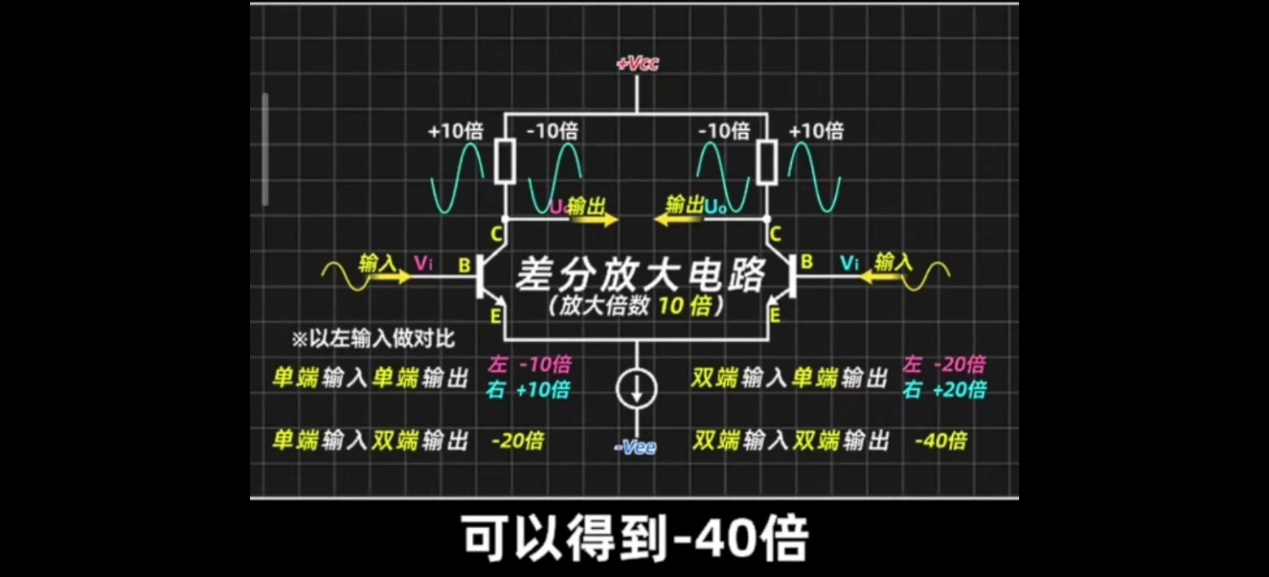 +Vcc
+10倍
-10倍
-10倍
+10倍
Uo输出
输出Uo
C
C
输入 Vi B
B Vi 输入
差分放大电路
(放大倍数 10 倍)
E
E
※以左输入做对比
单端输入单端输出
左 -10倍
右 +10倍
双端输入单端输出
左 -20倍
右 +20倍
单端输入双端输出 -20倍
-Vee
双端输入双端输出 -40倍
可以得到-40倍